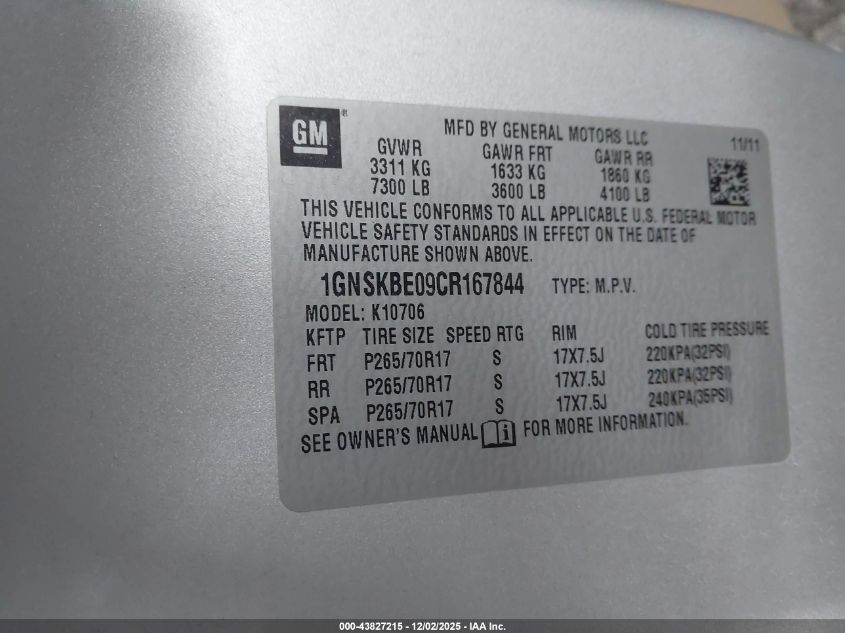 GM
MFD BY GENERAL MOTORS LLC 11/11
GVWR GAWR FRT GAWR RR
3311 KG 1633 KG 1860 KG
7300 LB 3600 LB 4100 LB
THIS VEHICLE CONFORMS TO ALL APPLICABLE U.S. FEDERAL MOTOR
VEHICLE SAFETY STANDARDS IN EFFECT ON THE DATE OF
MANUFACTURE SHOWN ABOVE.
1GNSKBE09CR167844 TYPE: M.P.V.
MODEL: K10706
KFTP TIRE SIZE SPEED RTG RIM COLD TIRE PRESSURE
FRT P265/70R17 S 17X7.5J 220KPA(32PSI)
RR P265/70R17 S 17X7.5J 220KPA(32PSI)
SPA P265/70R17 S 17X7.5J 240KPA(35PSI)
SEE OWNER'S MANUAL i FOR MORE INFORMATION.
000-43827215 - 12/02/2025 - IAA Inc.